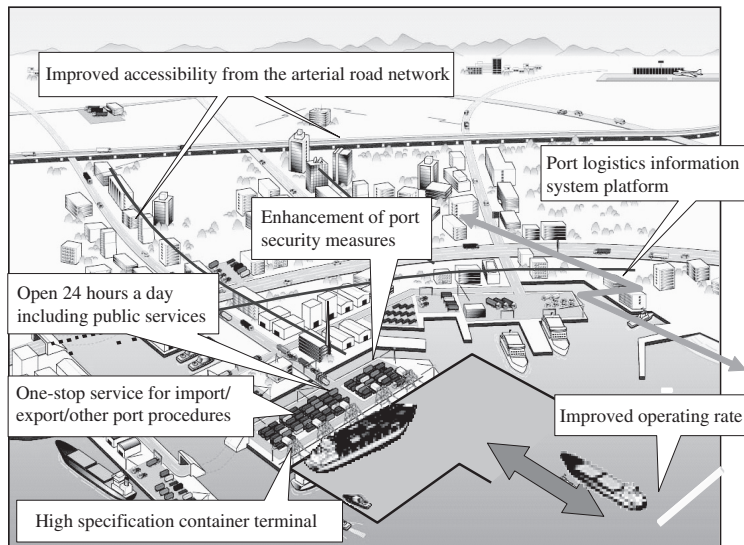 Improved accessibility from the arterial road network
Port logistics information
system platform
Enhancement of port
security measures
Open 24 hours a day
including public services
One-stop service for import/
export/other port procedures
Improved operating rate
High specification container terminal